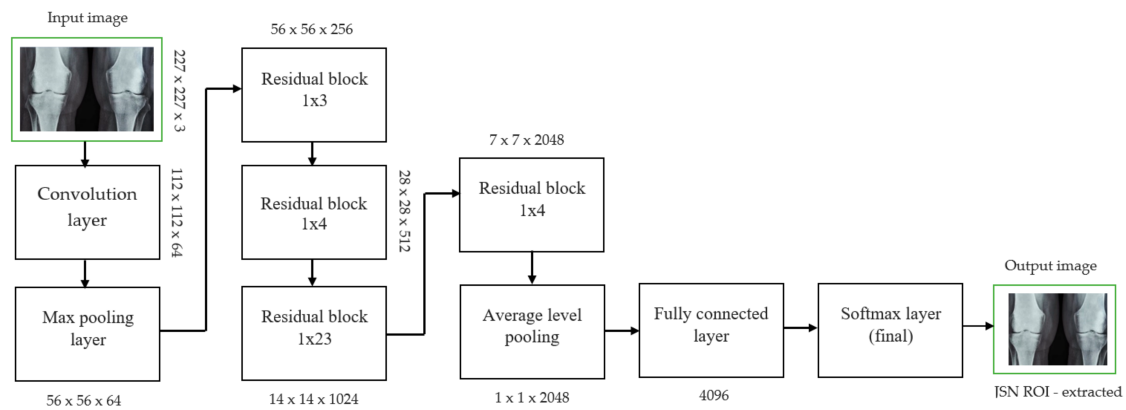 Input image
227 x 227 x 3
Convolution
layer
112 x 112 x 64
Max pooling
layer
56 x 56 x 64
56 x 56 x 256
Residual block
1x3
Residual block
1x4
28 x 28 x 512
Residual block
1x23
14 x 14 x 1024
7 x 7 x 2048
Residual block
1x4
Average level
pooling
1 x 1 x 2048
Fully connected
layer
4096
Softmax layer
(final)
Output image
JSN ROI - extracted